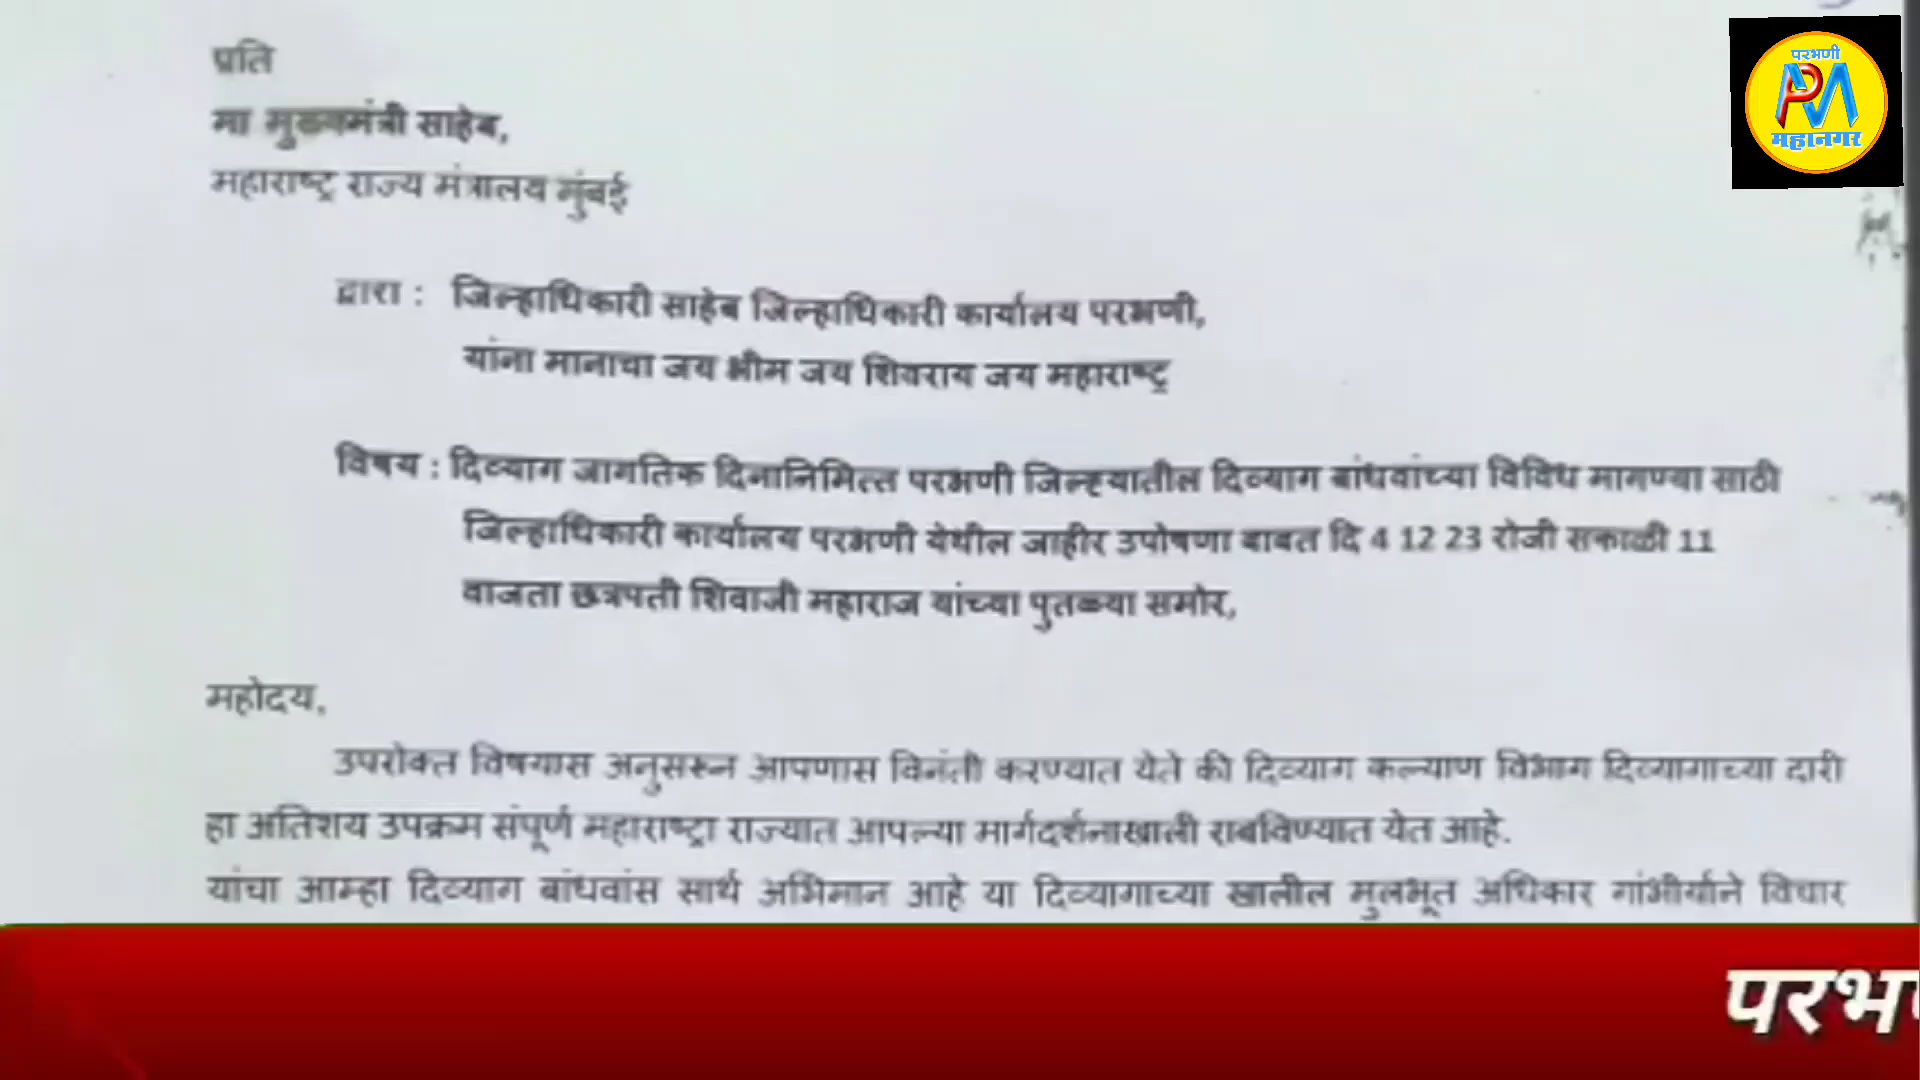 प्रति
मा मुख्यमंत्री साहेब,
महाराष्ट्र राज्य मंत्रालय मुंबई
द्वारा : जिल्हाधिकारी साहेब जिल्हाधिकारी कार्यालय परभणी,
यांना मानाचा जय भीम जय शिवराय जय महाराष्ट्र
विषय : दिव्याग जागतिक दिनानिमित्त परभणी जिल्ह्यातील दिव्याग बांधवांच्या विविध मागण्या साठी
जिल्हाधिकारी कार्यालय परभणी येथील जाहीर उपोषणा बाबत दि 4 12 23 रोजी सकाळी 11
वाजता छत्रपती शिवाजी महाराज यांच्या पुतळ्या समोर,
महोदय,
उपरोक्त विषयास अनुसरून आपणास विनंती करण्यात येते की दिव्याग कल्याण विभाग दिव्यागाच्या दारी
हा अतिशय उपक्रम संपूर्ण महाराष्ट्रा राज्यात आपल्या मार्गदर्शनाखाली राबविण्यात येत आहे.
यांचा आम्हा दिव्याग बांधवांस सार्थ अभिमान आहे या दिव्यागाच्या खालील मुलभूत अधिकार गांभीर्याने विचार
परभणी
PM
महानगर
परभ